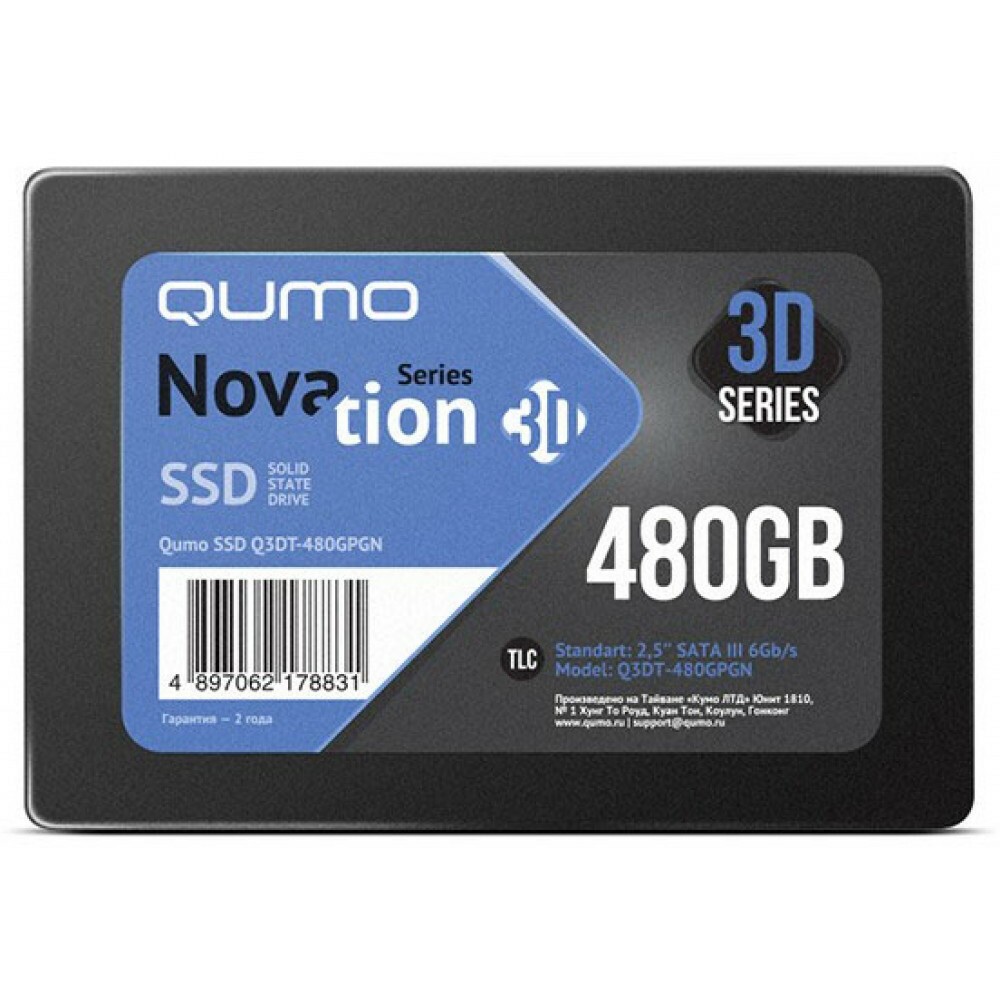 QUMO
3D
SERIES
Series
Novation 3D
SSD
SOLID
STATE
DRIVE
480GB
Qumo SSD Q3DT-480GPGN
4 897062 178831
Гарантия — 2 года
TLC
Standart: 2,5" SATA III 6Gb/s
Model: Q3DT-480GPGN
Произведено на Тайване «Кумо ЛТД» Юнит 1810,
№ 1 Хунг То Роуд, Куан Тон, Коулун, Гонконг
www.qumo.ru | support@qumo.ru